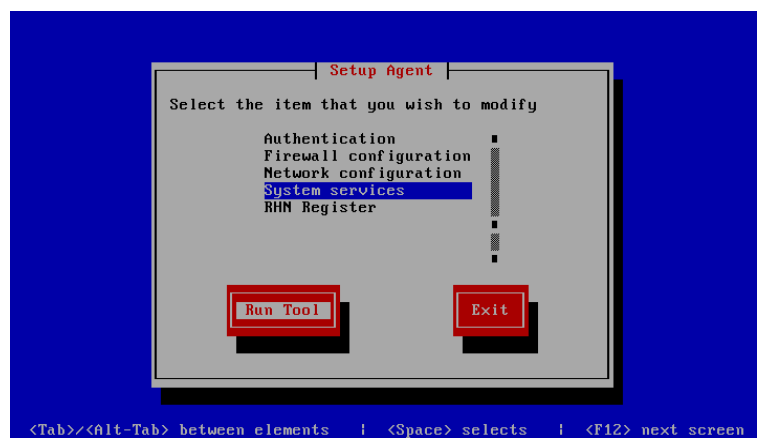 Setup Agent
Select the item that you wish to modify
Authentication
Firewall configuration
Network configuration
System services
RHN Register
Run Tool Exit
<Tab>/<Alt-Tab> between elements | <Space> selects | <F12> next screen